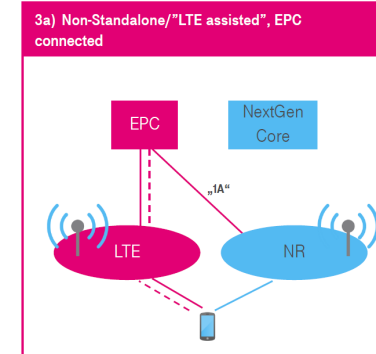 3a) Non-Standalone/”LTE assisted”, EPC
connected
EPC
NextGen
Core
„1A“
LTE
NR